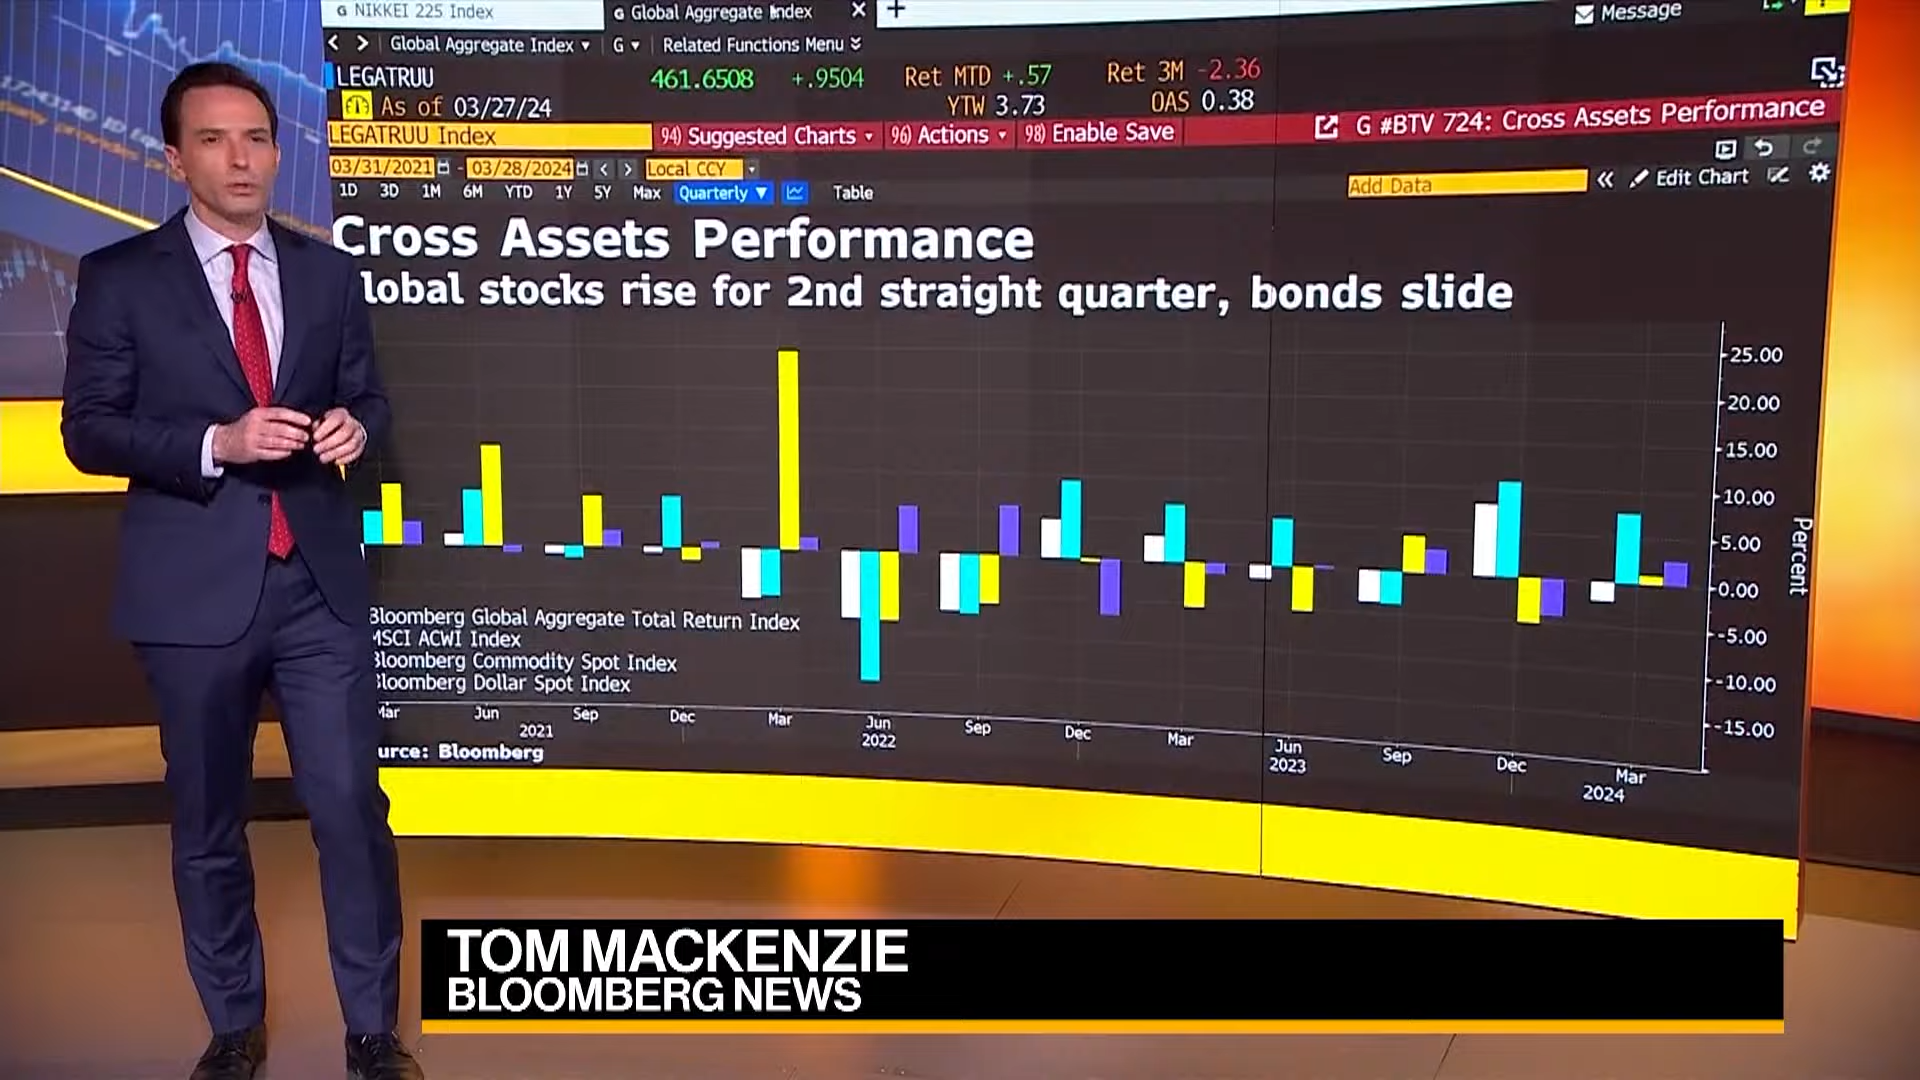 G NIKKEI 225 Index
G Global Aggregate Index × +
Message
< > Global Aggregate Index ▾ G ▾ Related Functions Menu
LEGATRUU 461.6508 +.9504 Ret MTD +.57 Ret 3M -2.36
As of 03/27/24 YTW 3.73 OAS 0.38
LEGATRUU Index 94) Suggested Charts ▾ 96) Actions ▾ 98) Enable Save G #BTV 724: Cross Assets Performance
03/31/2021 - 03/28/2024 < > Local CCY
1D 3D 1M 6M YTD 1Y 5Y Max Quarterly ▼ Table
Add Data « Edit Chart
Cross Assets Performance
lobal stocks rise for 2nd straight quarter, bonds slide
25.00
20.00
15.00
10.00
5.00
0.00
-5.00
-10.00
-15.00
Percent
Bloomberg Global Aggregate Total Return Index
MSCI ACWI Index
Bloomberg Commodity Spot Index
Bloomberg Dollar Spot Index
Mar Jun Sep Dec Mar Jun Sep Dec Mar Jun Sep Dec Mar
2021 2022 2023 2024
urce: Bloomberg
TOM MACKENZIE
BLOOMBERG NEWS